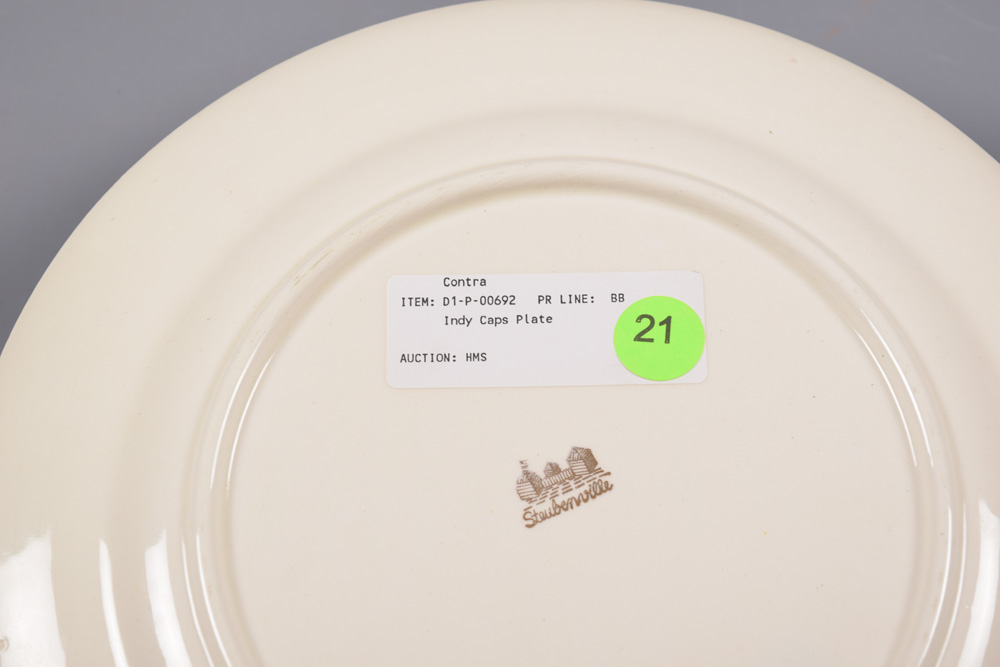 Contra
ITEM: D1-P-00692 PR LINE: BB
Indy Caps Plate
21
AUCTION: HMS
Steubenville